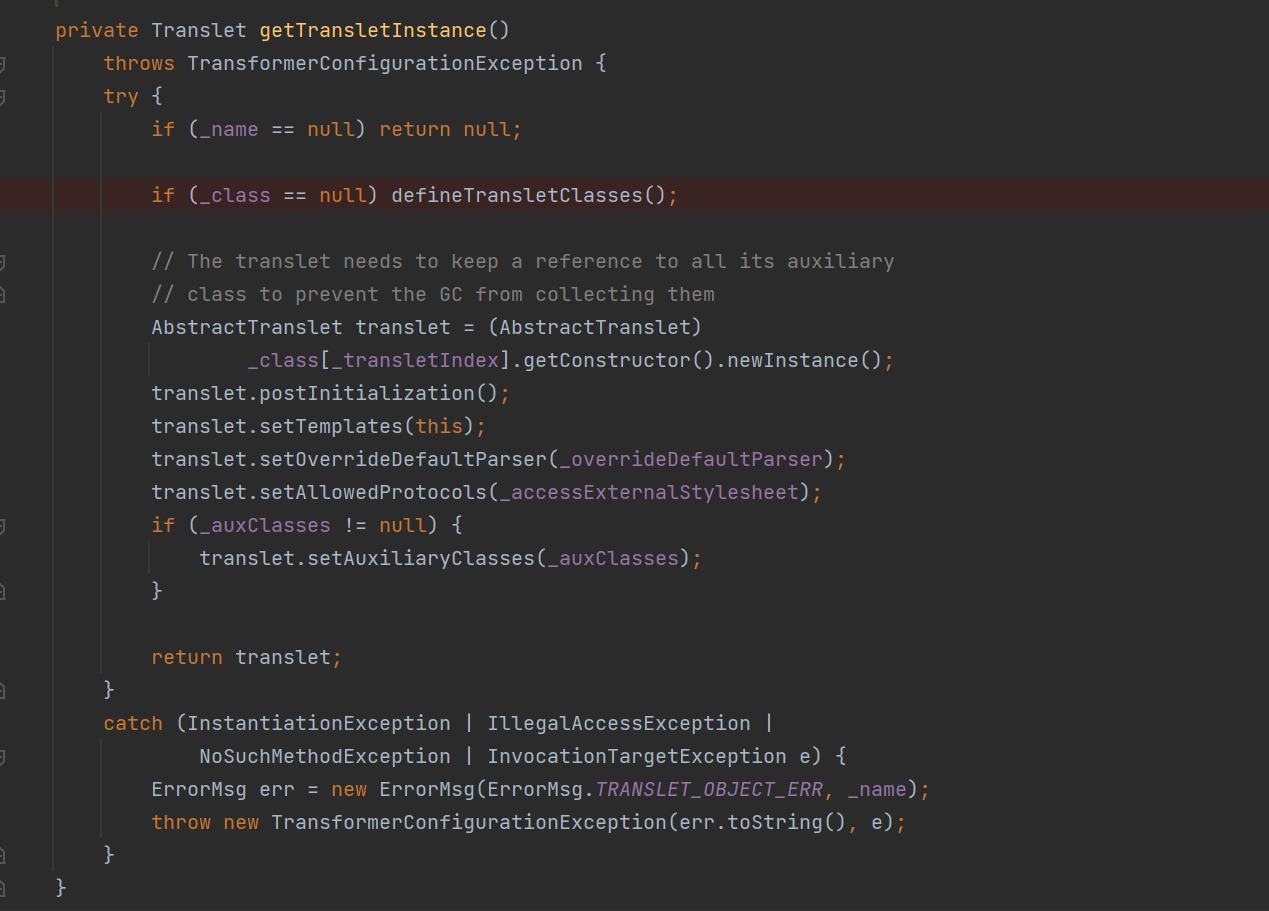 private Translet getTransletInstance()
throws TransformerConfigurationException {
try {
if (_name == null) return null;
if (_class == null) defineTransletClasses();
// The translet needs to keep a reference to all its auxiliary
// class to prevent the GC from collecting them
AbstractTranslet translet = (AbstractTranslet)
_class[_transletIndex].getConstructor().newInstance();
translet.postInitialization();
translet.setTemplates(this);
translet.setOverrideDefaultParser(_overrideDefaultParser);
translet.setAllowedProtocols(_accessExternalStylesheet);
if (_auxClasses != null) {
translet.setAuxiliaryClasses(_auxClasses);
}
return translet;
}
catch (InstantiationException | IllegalAccessException |
NoSuchMethodException | InvocationTargetException e) {
ErrorMsg err = new ErrorMsg(ErrorMsg.TRANSLET_OBJECT_ERR, _name);
throw new TransformerConfigurationException(err.toString(), e);
}
}